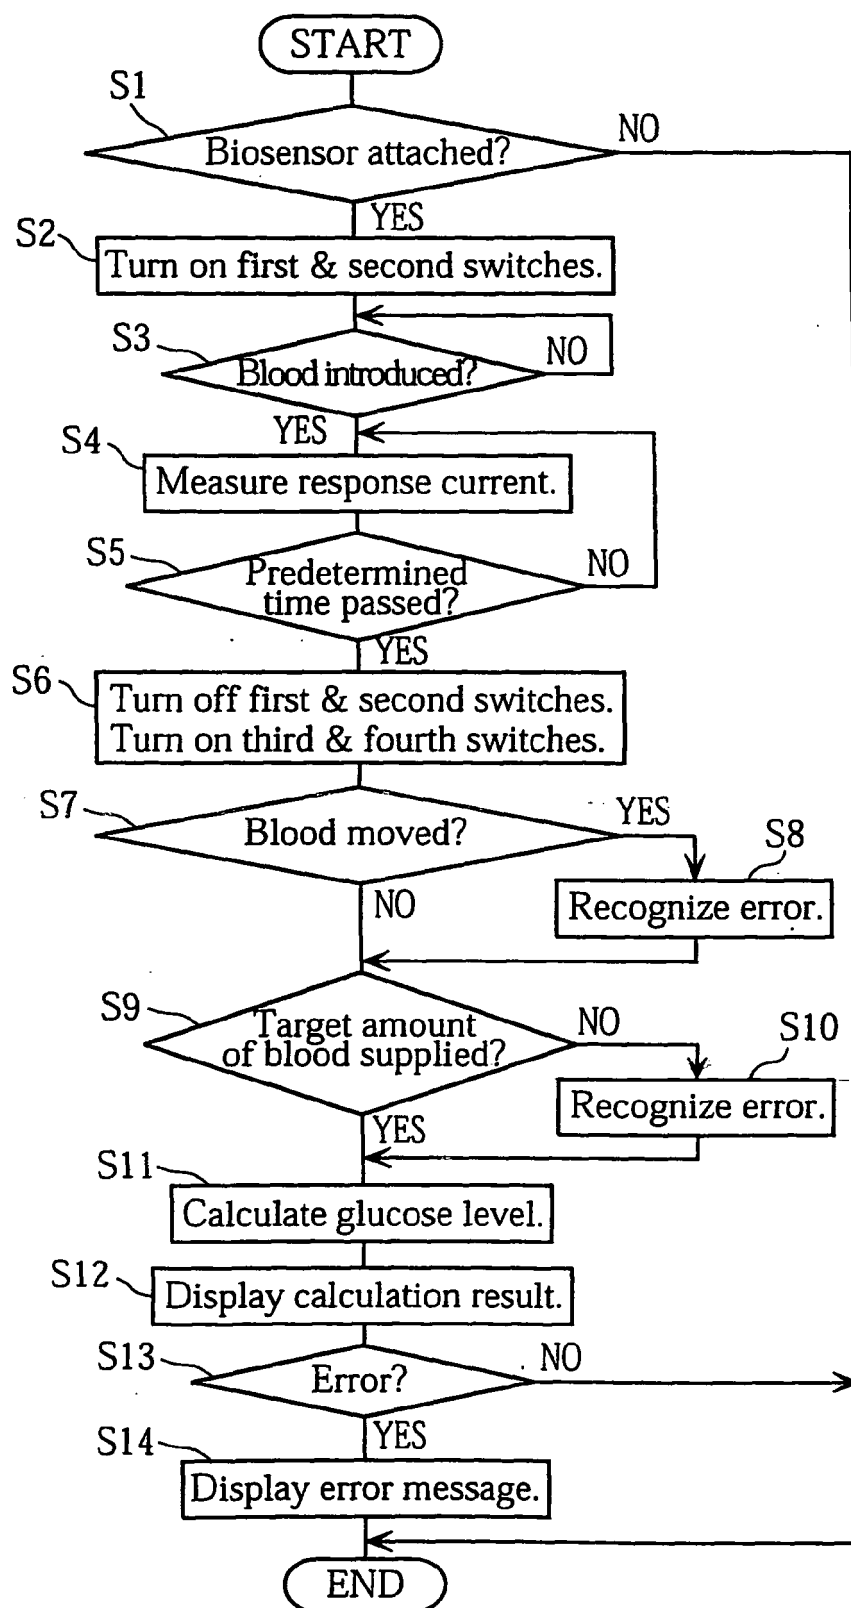 START
S1
Biosensor attached?
NO
YES
S2
Turn on first & second switches.
S3
Blood introduced?
NO
YES
S4
Measure response current.
S5
Predetermined
time passed?
NO
YES
S6
Turn off first & second switches.
Turn on third & fourth switches.
S7
Blood moved?
YES
S8
Recognize error.
NO
S9
Target amount
of blood supplied?
NO
S10
Recognize error.
YES
S11
Calculate glucose level.
S12
Display calculation result.
S13
Error?
NO
YES
S14
Display error message.
END